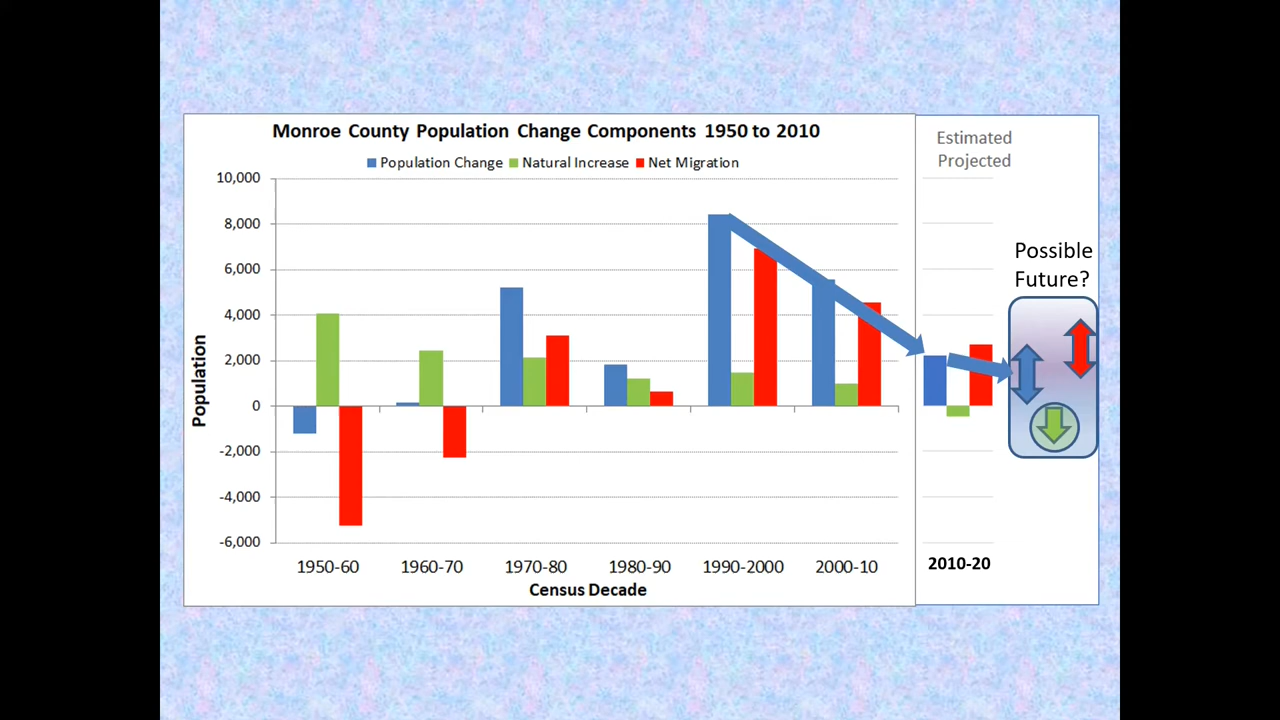 Monroe County Population Change Components 1950 to 2010
Population Change Natural Increase Net Migration
Estimated
Projected
10,000
8,000
6,000
4,000
2,000
0
-2,000
-4,000
-6,000
Population
Possible
Future?
1950-60 1960-70 1970-80 1980-90 1990-2000 2000-10 2010-20
Census Decade